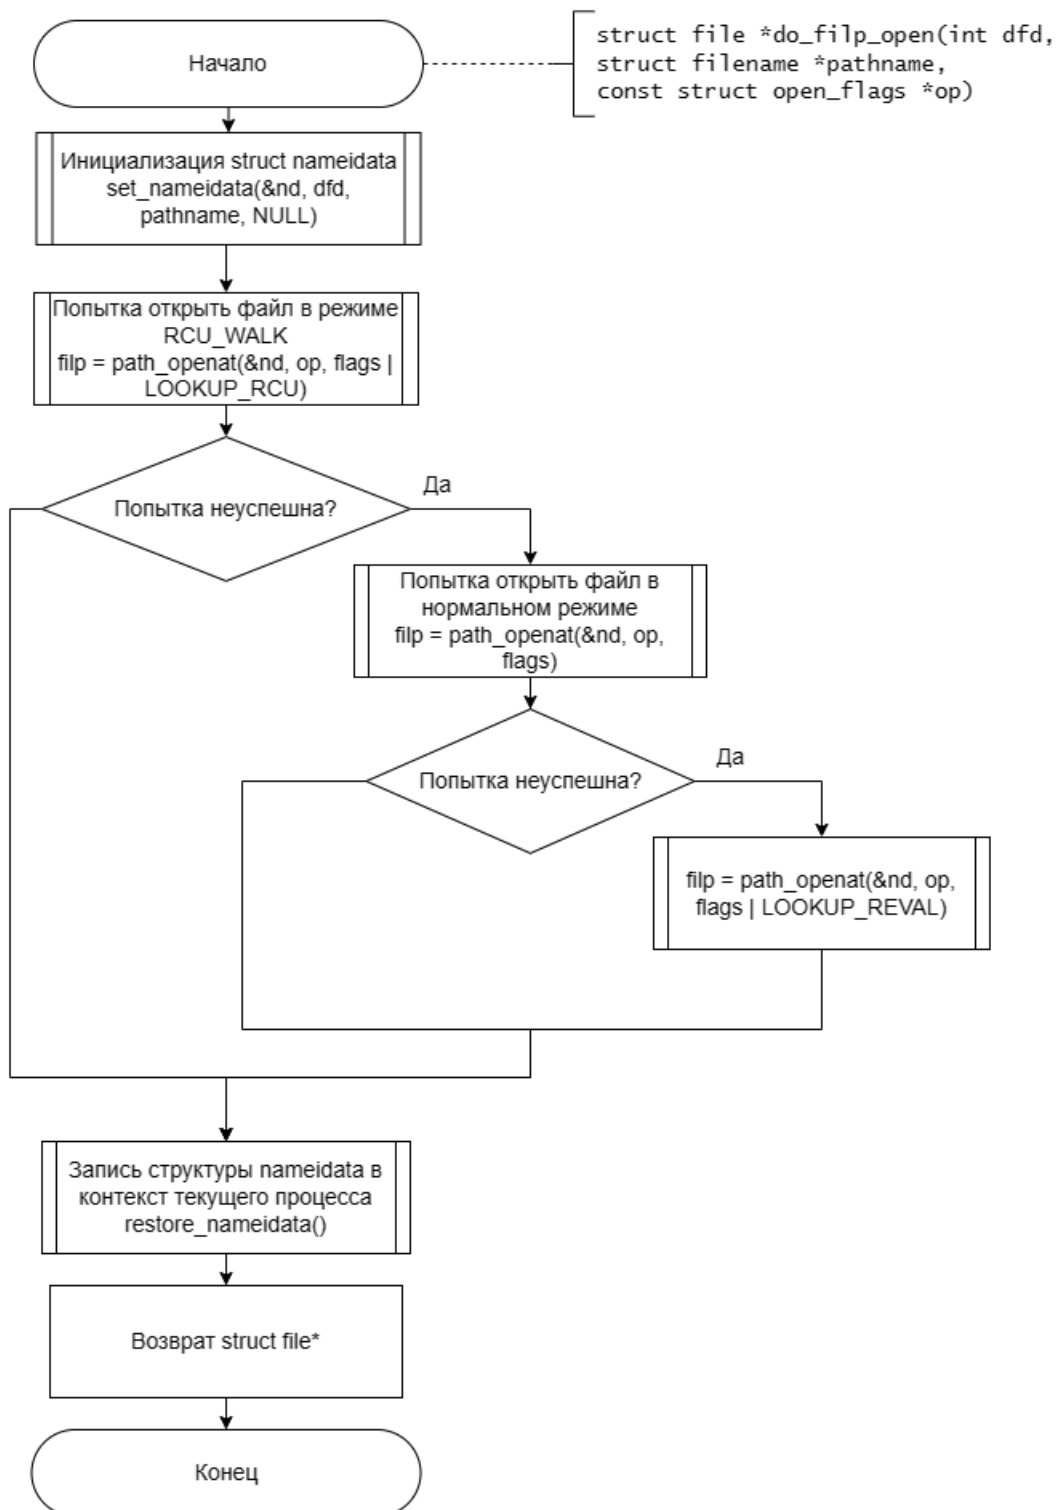 Начало
struct file *do_filp_open(int dfd,
struct filename *pathname,
const struct open_flags *op)
Инициализация struct nameidata
set_nameidata(&nd, dfd,
pathname, NULL)
Попытка открыть файл в режиме
RCU_WALK
filp = path_openat(&nd, op, flags |
LOOKUP_RCU)
Попытка неуспешна?
Да
Попытка открыть файл в
нормальном режиме
filp = path_openat(&nd, op,
flags)
Попытка неуспешна?
Да
filp = path_openat(&nd, op,
flags | LOOKUP_REVAL)
Запись структуры nameidata в
контекст текущего процесса
restore_nameidata()
Возврат struct file*
Конец